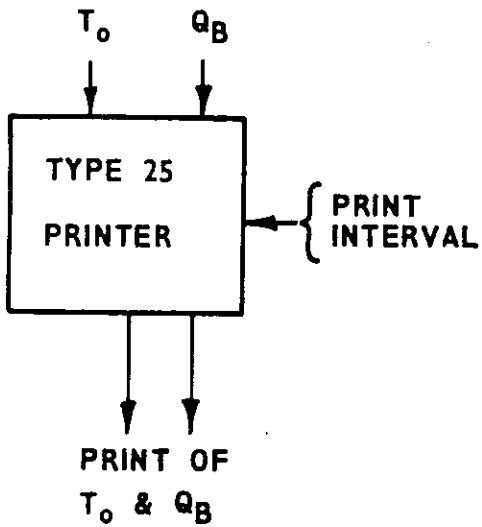 T₀ Q_B
TYPE 25
PRINTER
PRINT
INTERVAL
PRINT OF
T₀ & Q_B